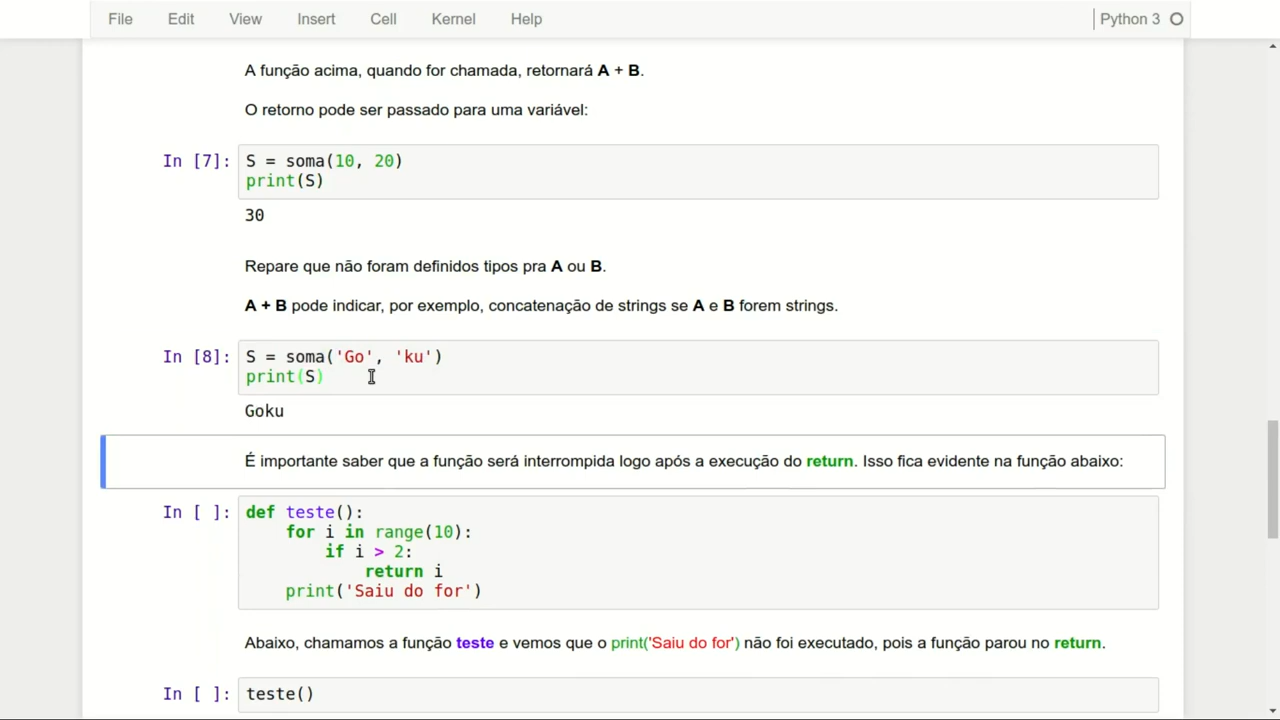 File Edit View Insert Cell Kernel Help Python 3
A função acima, quando for chamada, retornará A + B.
O retorno pode ser passado para uma variável:
In [7]: S = soma(10, 20)
print(S)
30
Repare que não foram definidos tipos pra A ou B.
A + B pode indicar, por exemplo, concatenação de strings se A e B forem strings.
In [8]: S = soma('Go', 'ku')
print(S)
Goku
É importante saber que a função será interrompida logo após a execução do return. Isso fica evidente na função abaixo:
In [ ]: def teste():
    for i in range(10):
        if i > 2:
            return i
    print('Saiu do for')
Abaixo, chamamos a função teste e vemos que o print('Saiu do for') não foi executado, pois a função parou no return.
In [ ]: teste()